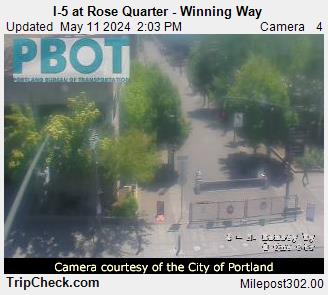 I-5 at Rose Quarter - Winning Way
Updated May 11 2024 2:03 PM Camera 4
PBOT
PORTLAND BUREAU OF TRANSPORTATION
Camera courtesy of the City of Portland
TripCheck.com Milepost302.00